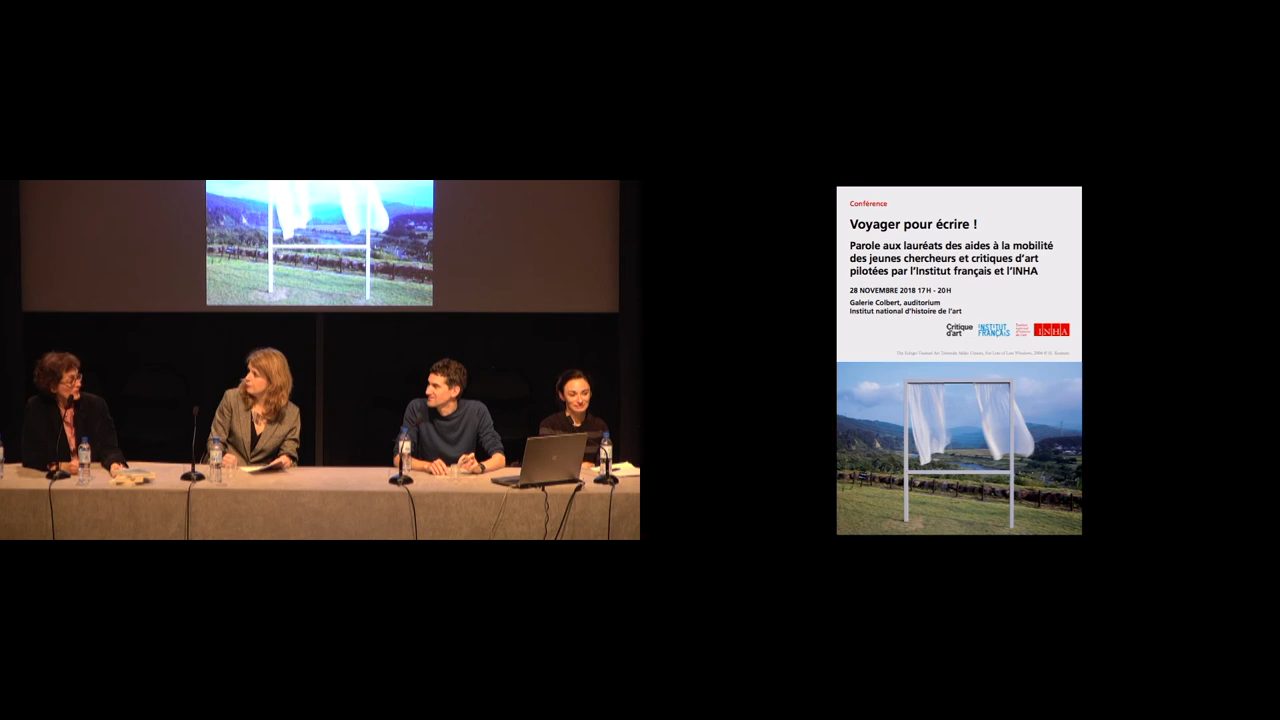 Conférence
Voyager pour écrire !
Parole aux lauréats des aides à la mobilité
des jeunes chercheurs et critiques d'art
pilotées par l'Institut français et l'INHA
28 NOVEMBRE 2018 17 H - 20 H
Galerie Colbert, auditorium
Institut national d'histoire de l'art
Critique
d'art
INSTITUT
FRANÇAIS
INHA